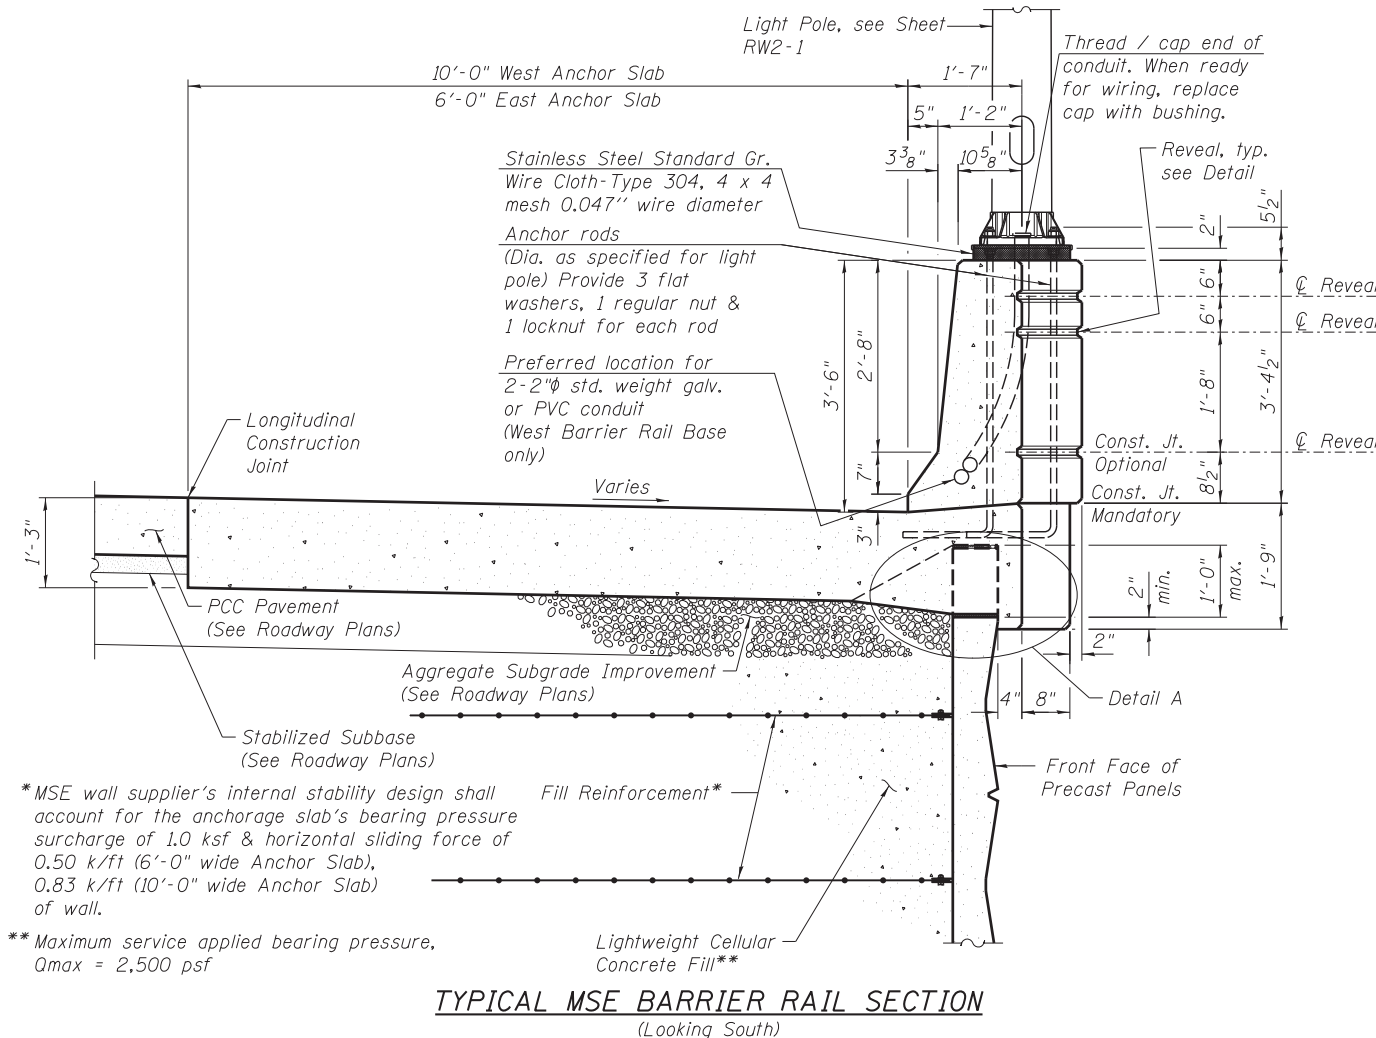 Light Pole, see Sheet
RW2-1
Thread / cap end of
conduit. When ready
for wiring, replace
cap with bushing.
10'-0" West Anchor Slab
6'-0" East Anchor Slab
1'-7"
5"
1'-2"
3 3/8"
10 5/8"
Stainless Steel Standard Gr.
Wire Cloth-Type 304, 4 x 4
mesh 0.047'' wire diameter
Reveal, typ.
see Detail
Anchor rods
(Dia. as specified for light
pole) Provide 3 flat
washers, 1 regular nut &
1 locknut for each rod
Preferred location for
2-2"ϕ std. weight galv.
or PVC conduit
(West Barrier Rail Base
only)
2"
5 1/2"
6"
6"
1'-8"
8 1/2"
3'-4 1/2"
3'-6"
2'-8"
7"
3"
℄ Reveal
℄ Reveal
℄ Reveal
Const. Jt.
Optional
Const. Jt.
Mandatory
Longitudinal
Construction
Joint
Varies
1'-3"
2"
min.
1'-0"
max.
1'-9"
2"
4"
8"
Detail A
PCC Pavement
(See Roadway Plans)
Aggregate Subgrade Improvement
(See Roadway Plans)
Stabilized Subbase
(See Roadway Plans)
Fill Reinforcement*
Front Face of
Precast Panels
* MSE wall supplier's internal stability design shall
account for the anchorage slab's bearing pressure
surcharge of 1.0 ksf & horizontal sliding force of
0.50 k/ft (6'-0" wide Anchor Slab),
0.83 k/ft (10'-0" wide Anchor Slab)
of wall.
** Maximum service applied bearing pressure,
Qmax = 2,500 psf
Lightweight Cellular
Concrete Fill**
TYPICAL MSE BARRIER RAIL SECTION
(Looking South)